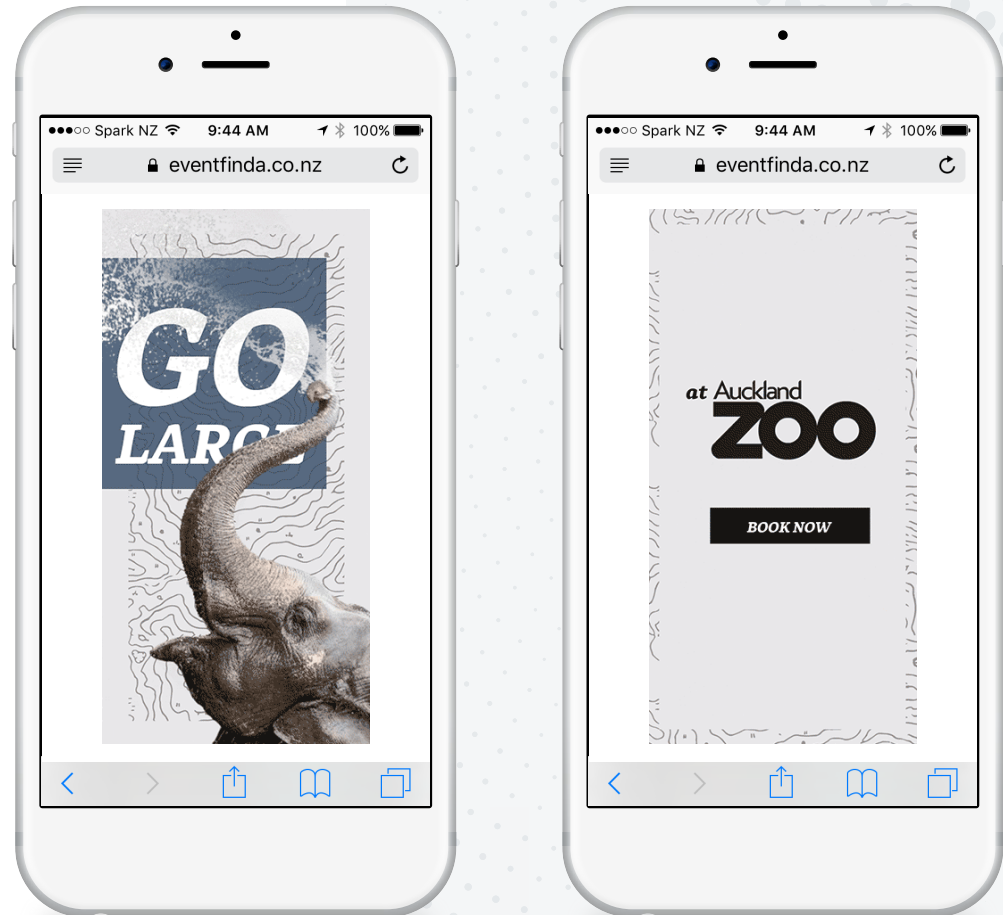 Spark NZ 9:44 AM 100%
eventfinda.co.nz
GO
LARGE
Spark NZ 9:44 AM 100%
eventfinda.co.nz
at Auckland
ZOO
BOOK NOW